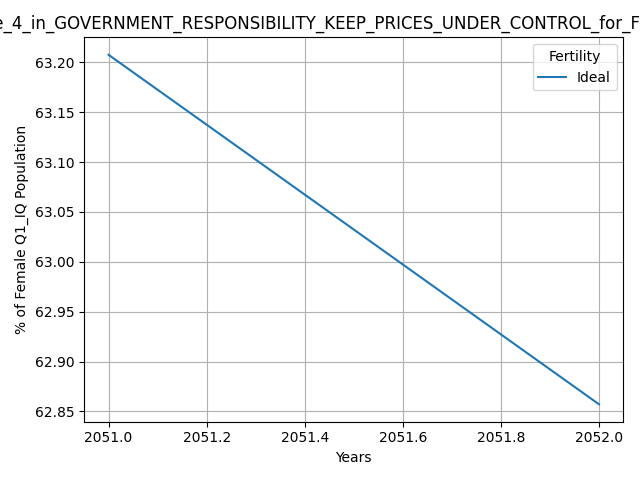 e_4_in_GOVERNMENT_RESPONSIBILITY_KEEP_PRICES_UNDER_CONTROL_for_F
Fertility
Ideal
% of Female Q1_IQ Population
63.20
63.15
63.10
63.05
63.00
62.95
62.90
62.85
2051.0 2051.2 2051.4 2051.6 2051.8 2052.0
Years